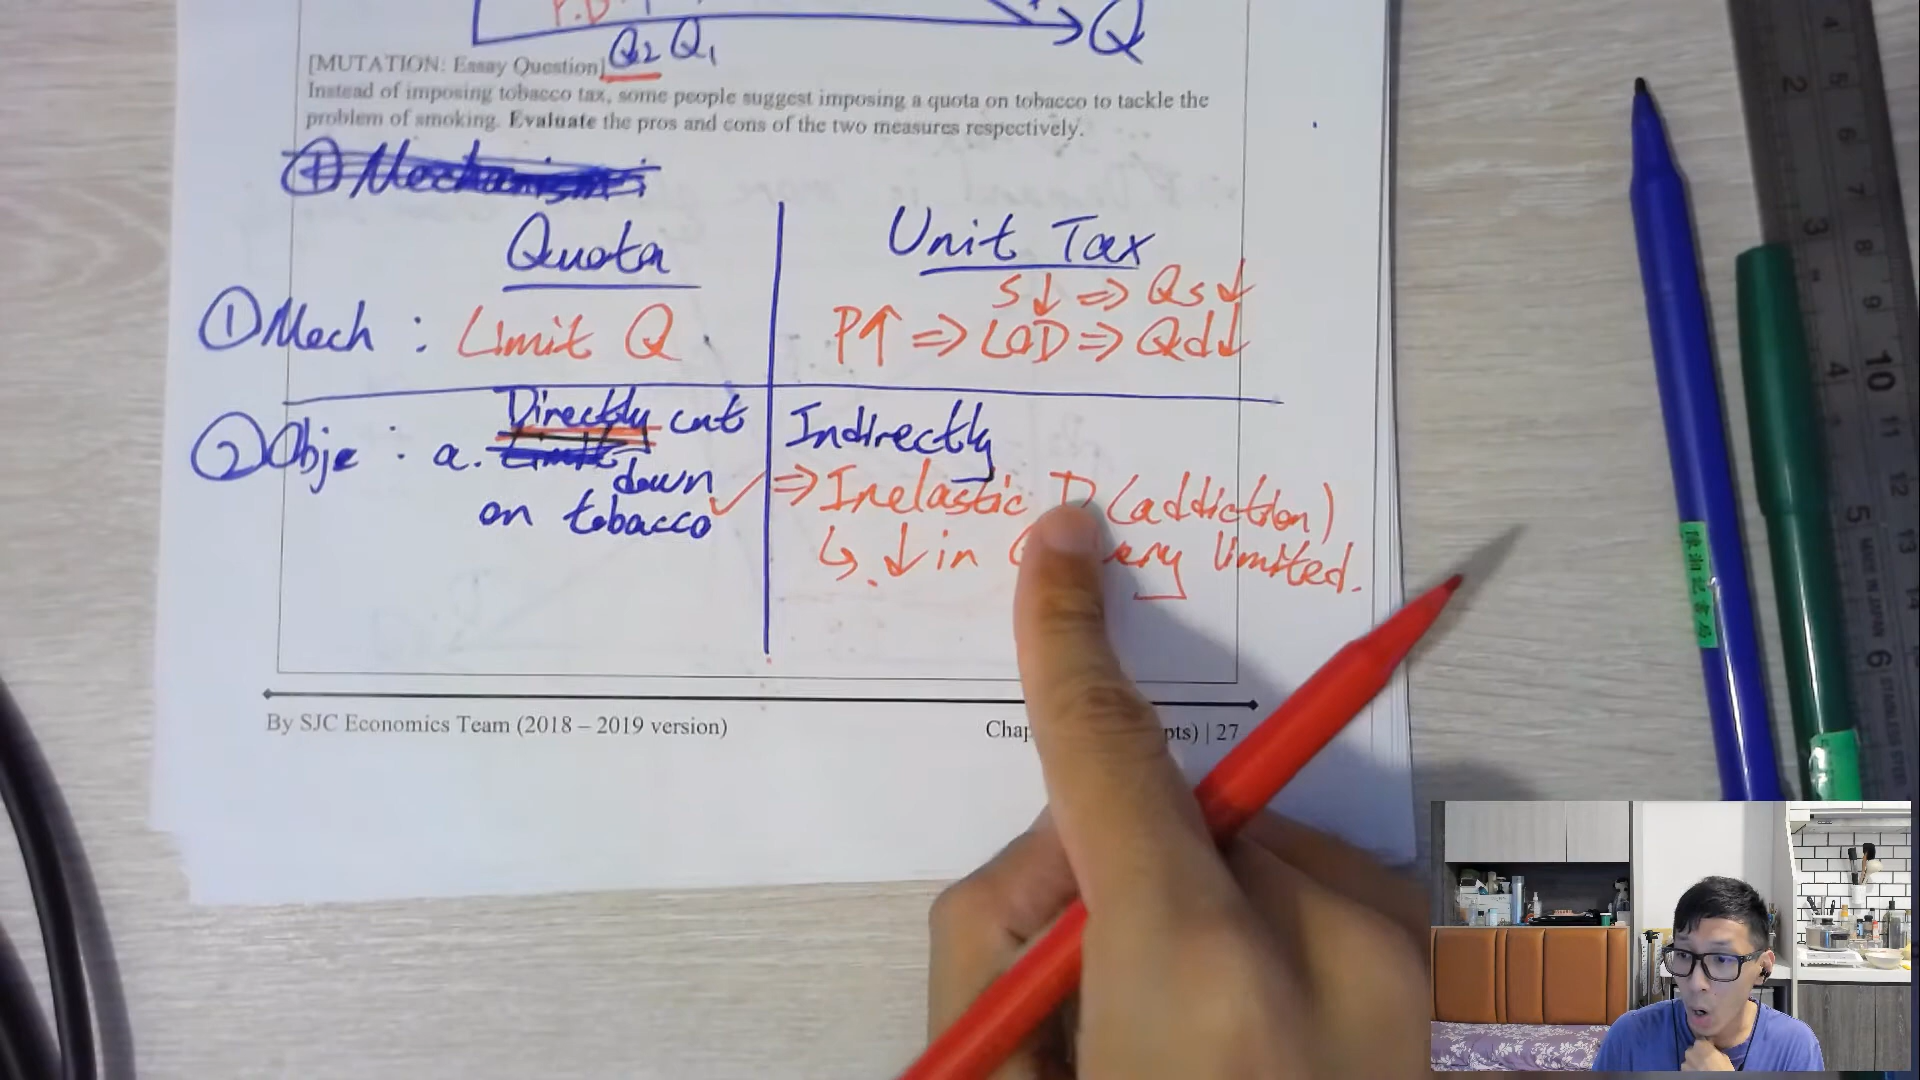 P.D
Q
Q2 Q1
[MUTATION: Essay Question]
Instead of imposing tobacco tax, some people suggest imposing a quota on tobacco to tackle the
problem of smoking. Evaluate the pros and cons of the two measures respectively.
① Mechanism:
Quota
Unit Tax
S↓ ⇒ Qs↓
① Mech : Limit Q
P↑ ⇒ LOD ⇒ Qd↓
② Obje : a. Directly cut
down
on tobacco ✓
Indirectly
⇒ Inelastic D (addiction)
↳ ↓ in limited.
By SJC Economics Team (2018 – 2019 version)
pts) | 27